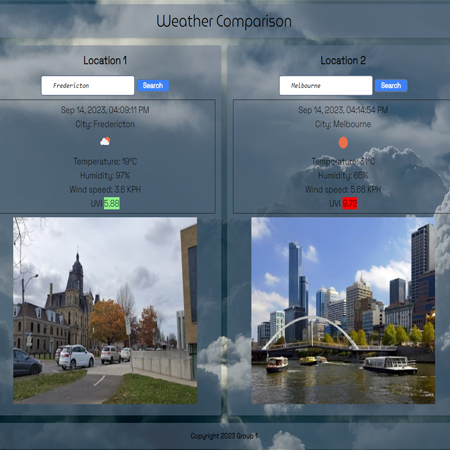 Weather Comparison
Location 1
Fredericton
Search
Sep 14, 2023, 04:09:11 PM
City: Fredericton
Temperature: 19°C
Humidity: 97%
Wind speed: 3.6 KPH
UVI 5.88
Location 2
Melbourne
Search
Sep 14, 2023, 04:14:54 PM
City: Melbourne
Temperature: 31°C
Humidity: 65%
Wind speed: 5.66 KPH
UVI 9.72
Copyright 2023 Group 1